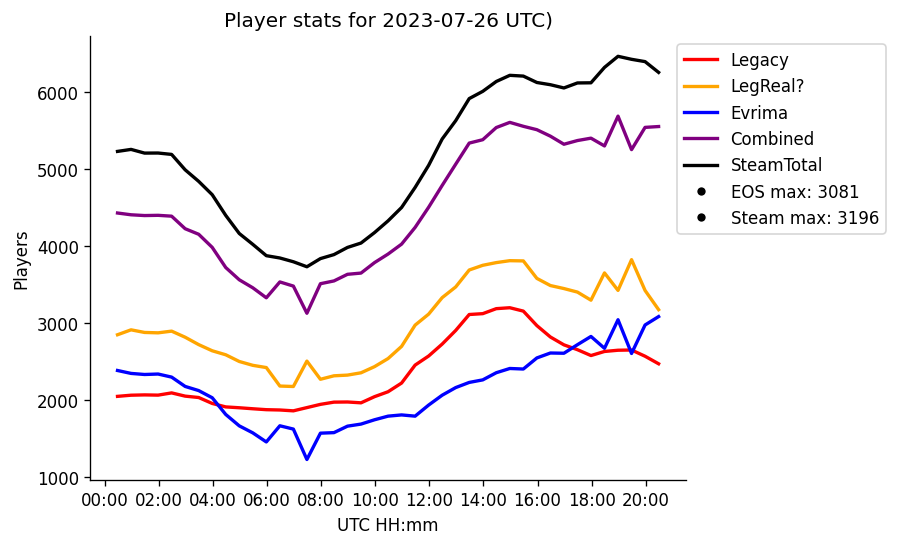 Player stats for 2023-07-26 UTC)
Legacy
LegReal?
Evrima
Combined
SteamTotal
EOS max: 3081
Steam max: 3196
Players
6000
5000
4000
3000
2000
1000
00:00 02:00 04:00 06:00 08:00 10:00 12:00 14:00 16:00 18:00 20:00
UTC HH:mm